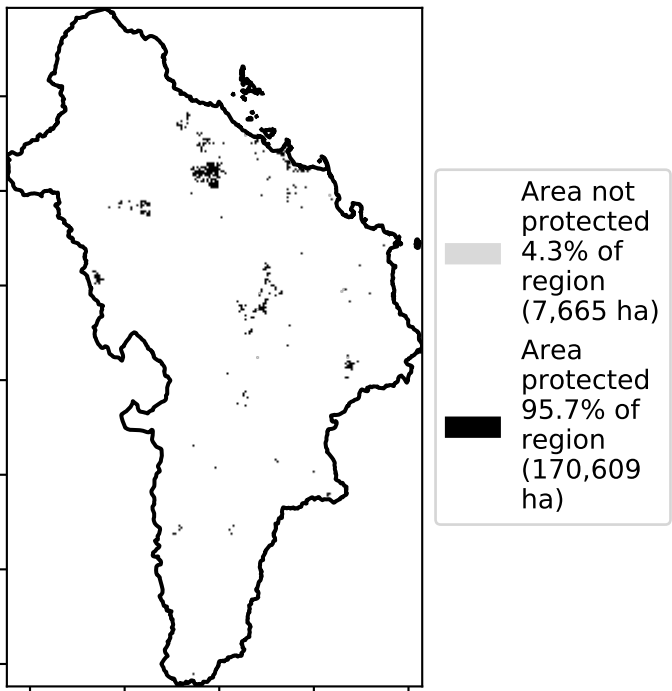 Area not
protected
4.3% of
region
(7,665 ha)
Area
protected
95.7% of
region
(170,609
ha)